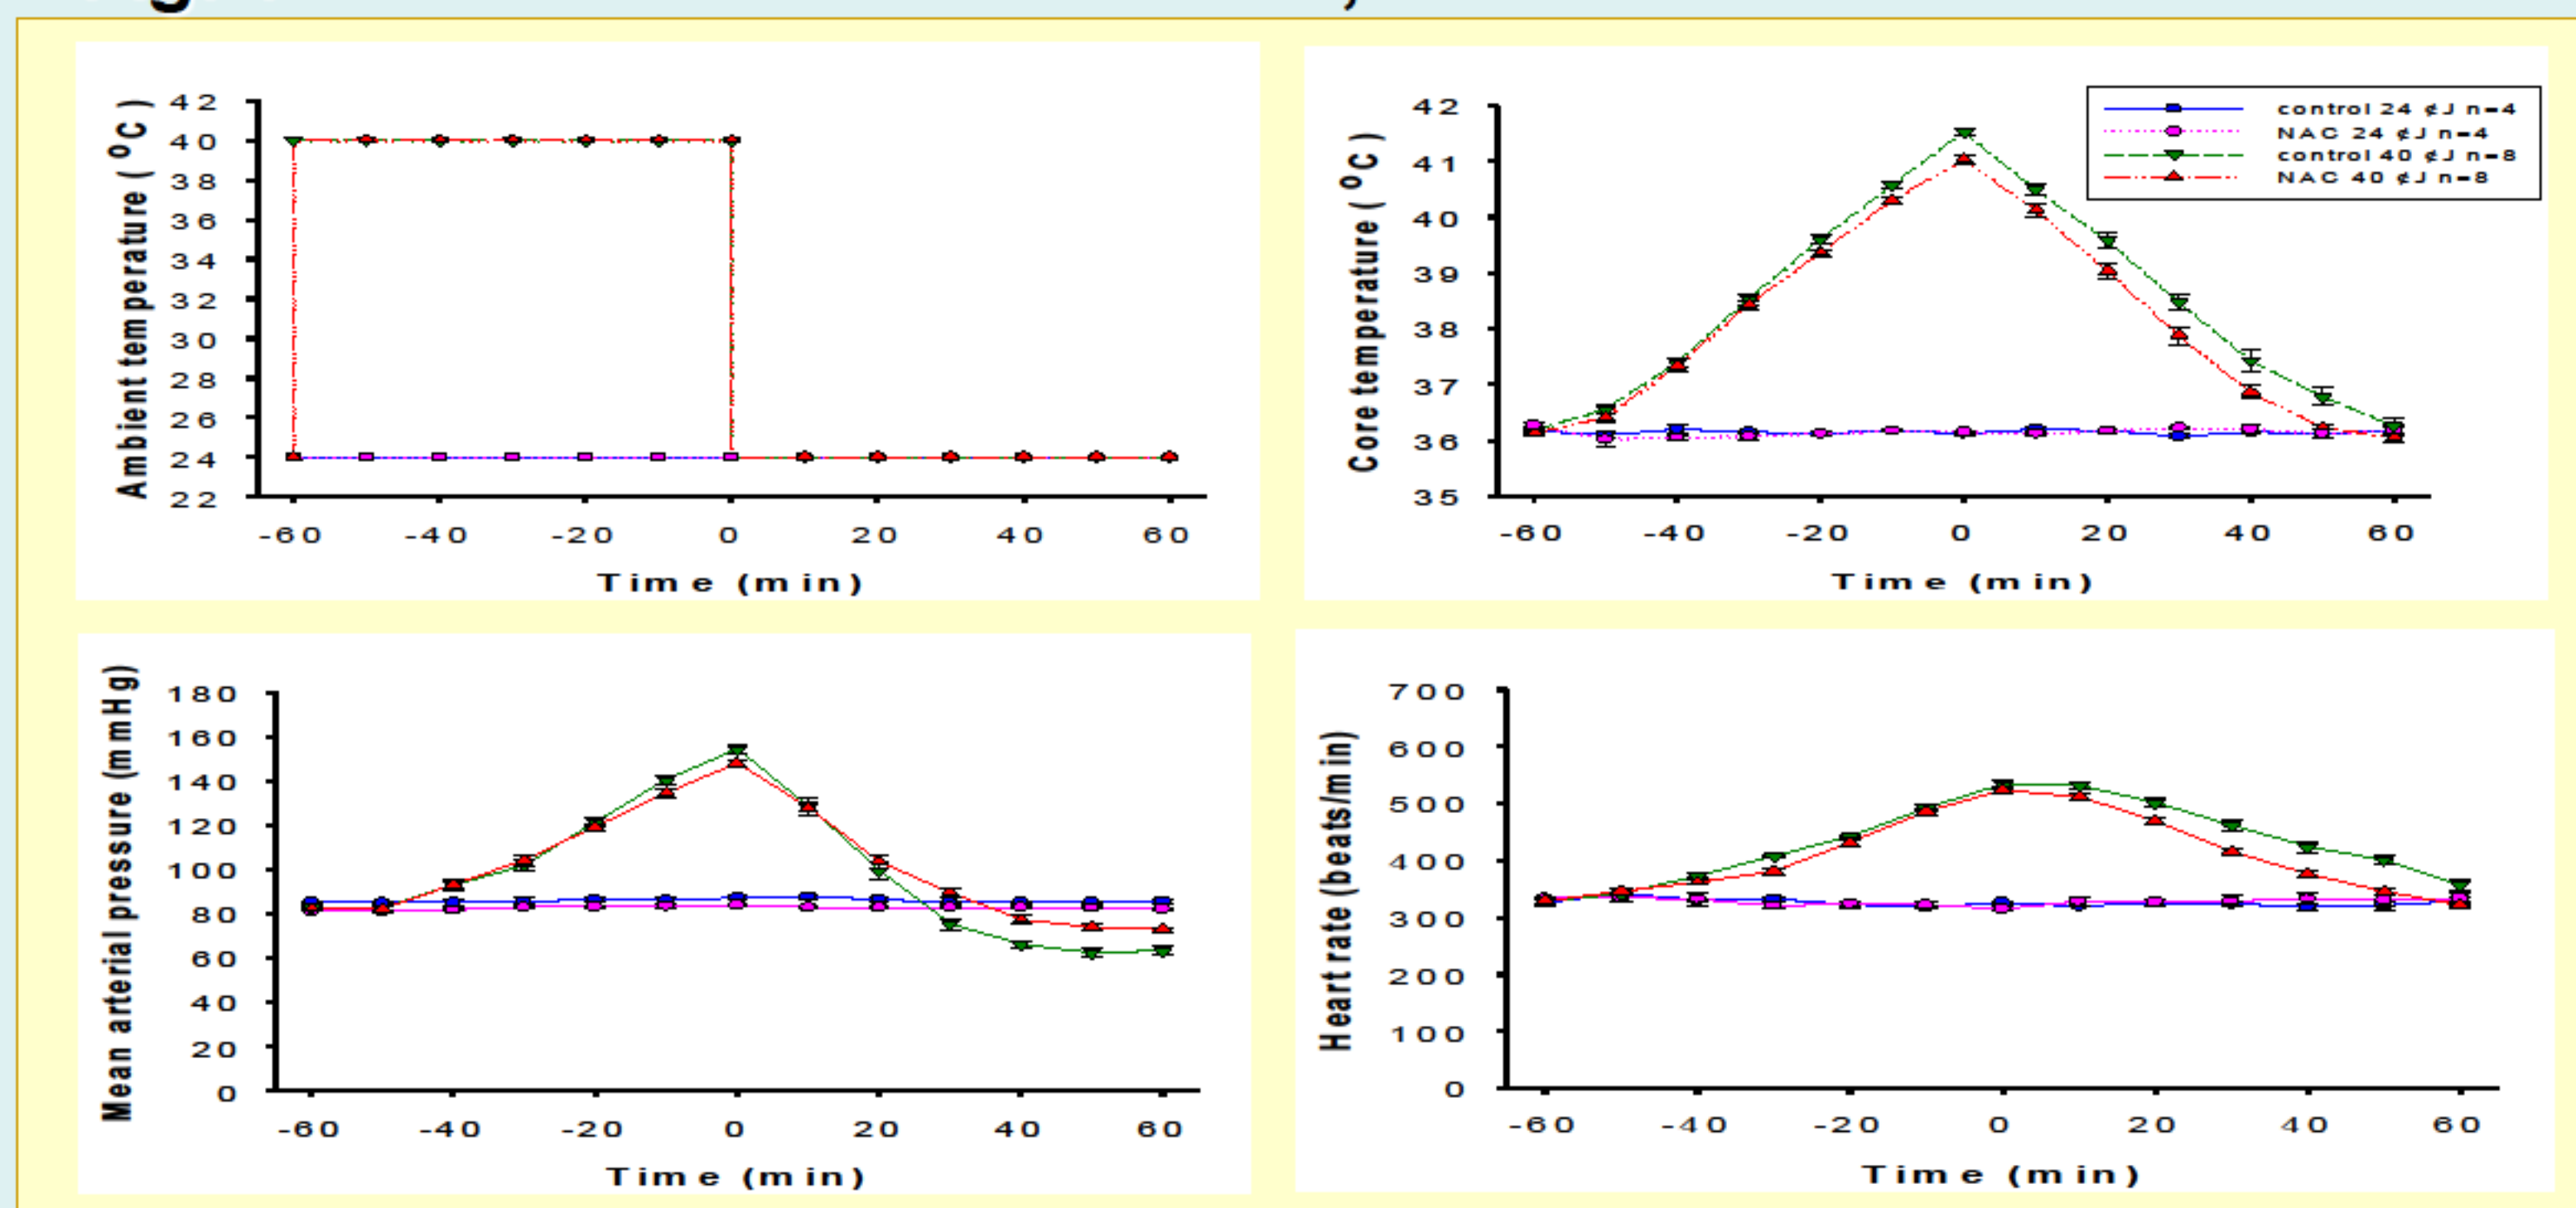 Ambient temperature ( ⁰C )
42
40
38
36
34
32
30
28
26
24
22
-60 -40 -20 0 20 40 60
Time (min)
Core temperature ( ⁰C )
42
41
40
39
38
37
36
35
-60 -40 -20 0 20 40 60
Time (min)
control 24 ¢J n=4
NAC 24 ¢J n=4
control 40 ¢J n=8
NAC 40 ¢J n=8
Mean arterial pressure (mmHg)
180
160
140
120
100
80
60
40
20
0
-60 -40 -20 0 20 40 60
Time (min)
Heart rate (beats/min)
700
600
500
400
300
200
100
0
-60 -40 -20 0 20 40 60
Time (min)